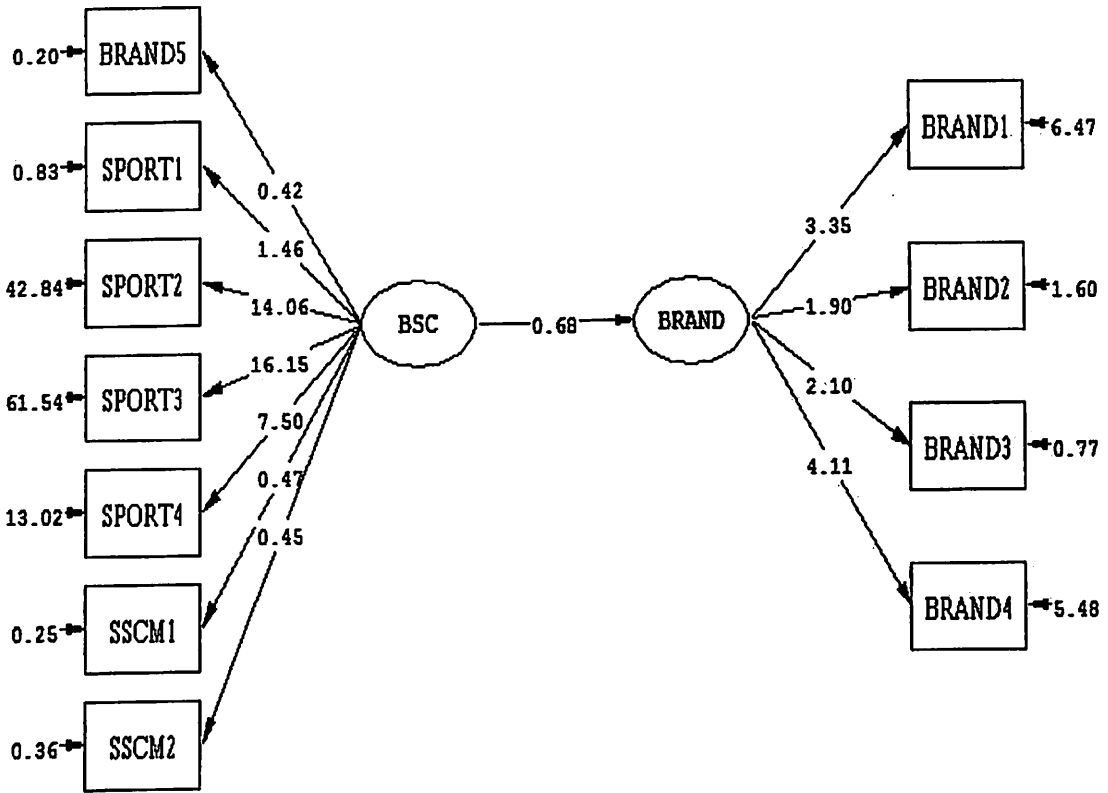 0.20 BRAND5
0.83 SPORT1
42.84 SPORT2
61.54 SPORT3
13.02 SPORT4
0.25 SSCM1
0.36 SSCM2
0.42
1.46
14.06
16.15
7.50
0.47
0.45
BSC
0.68
BRAND
3.35
1.90
2.10
4.11
BRAND1 6.47
BRAND2 1.60
BRAND3 0.77
BRAND4 5.48